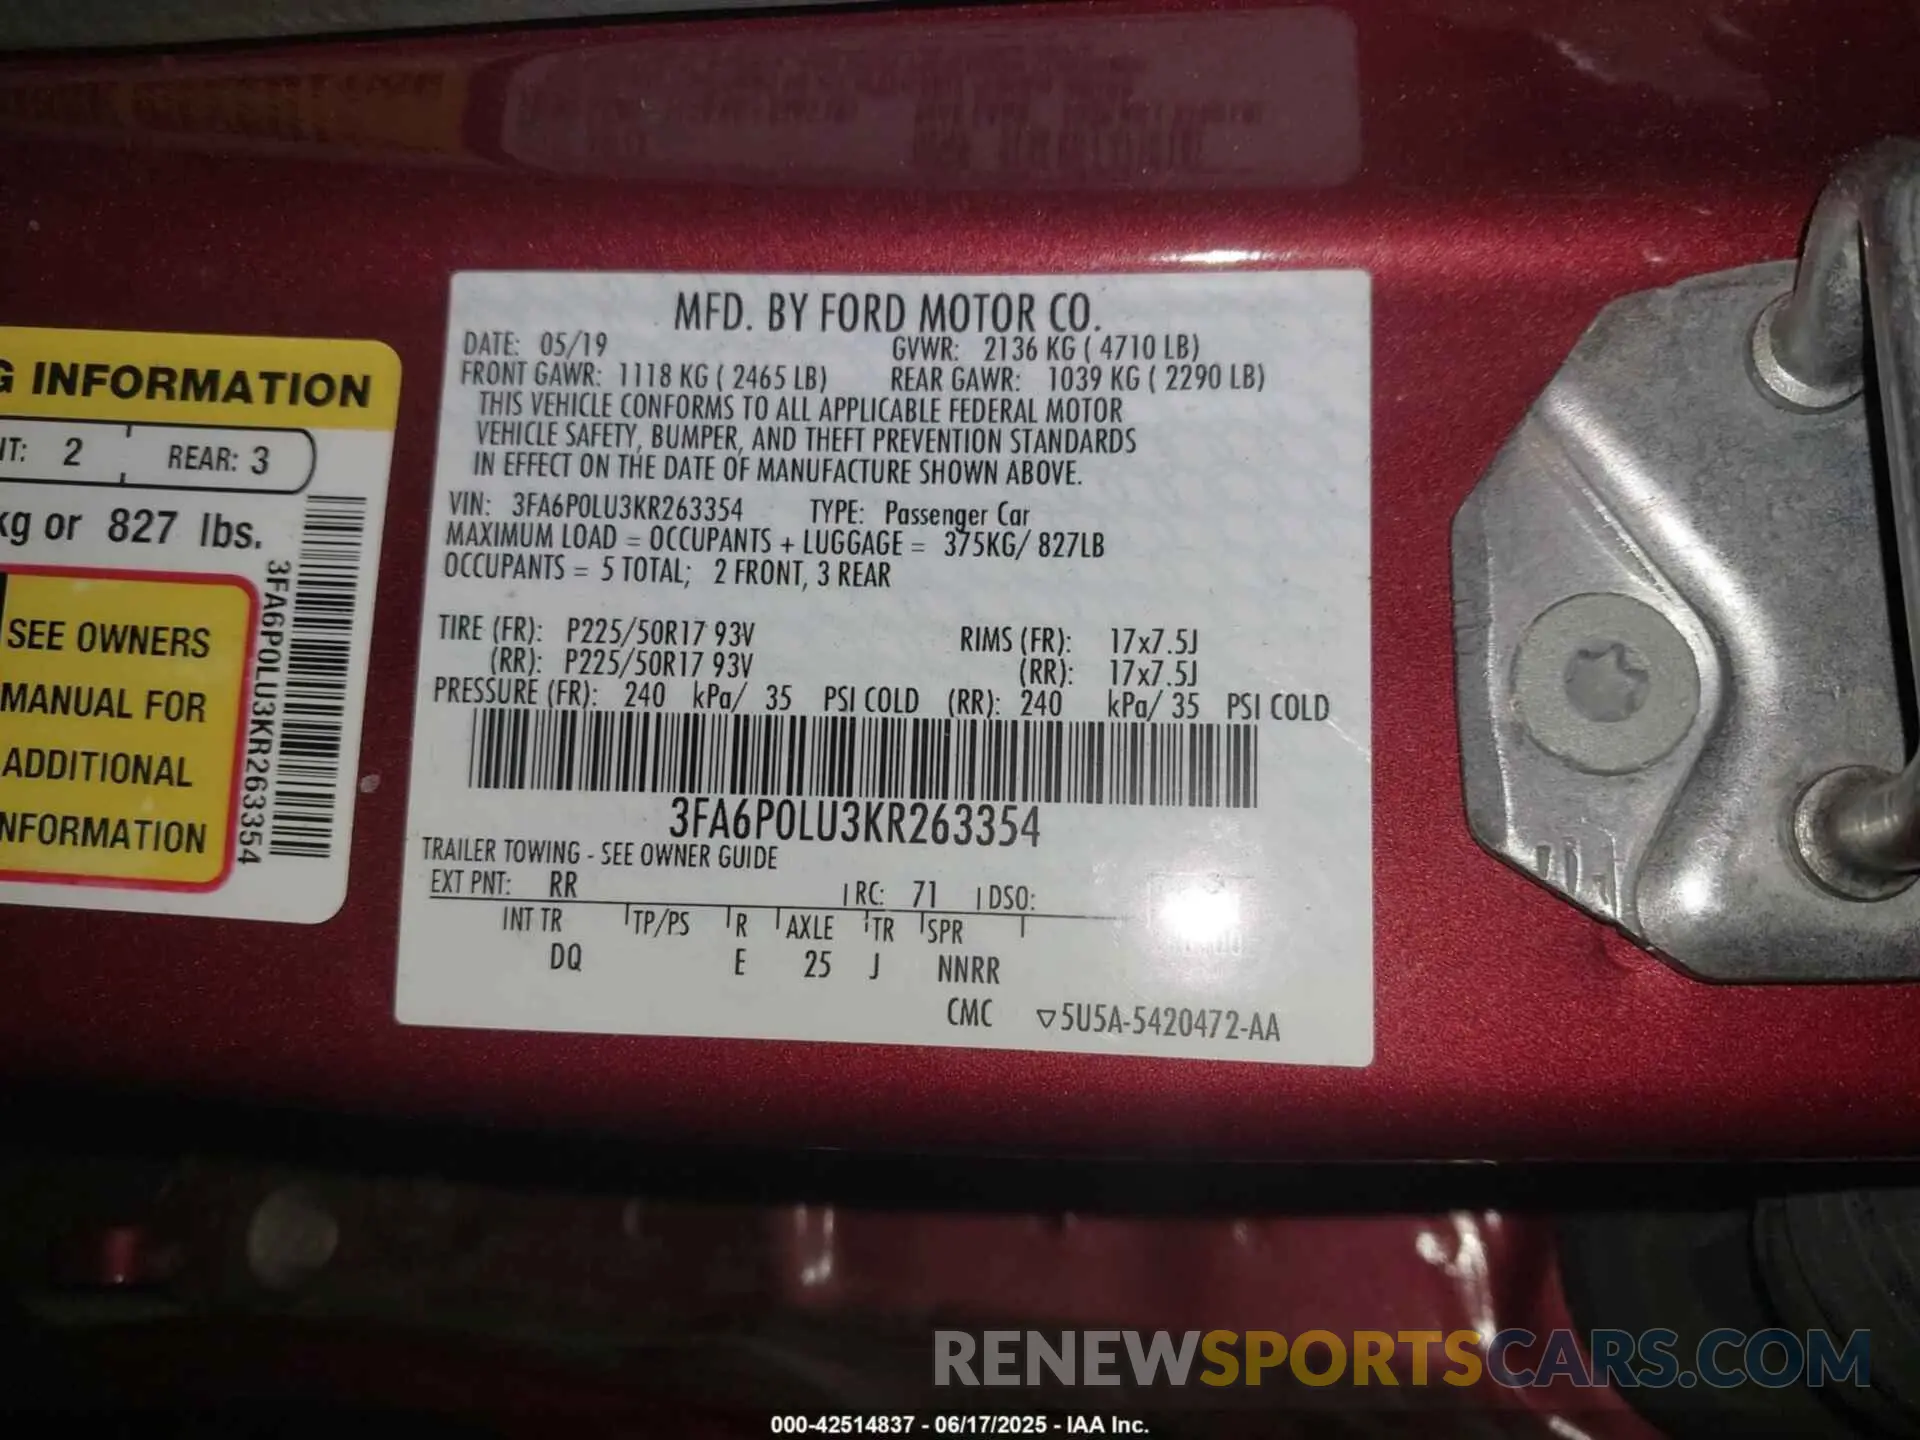 MFD. BY FORD MOTOR CO.
DATE: 05/19 GVWR: 2136 KG ( 4710 LB)
FRONT GAWR: 1118 KG ( 2465 LB) REAR GAWR: 1039 KG ( 2290 LB)
THIS VEHICLE CONFORMS TO ALL APPLICABLE FEDERAL MOTOR
VEHICLE SAFETY, BUMPER, AND THEFT PREVENTION STANDARDS
IN EFFECT ON THE DATE OF MANUFACTURE SHOWN ABOVE.
VIN: 3FA6P0LU3KR263354 TYPE: Passenger Car
MAXIMUM LOAD = OCCUPANTS + LUGGAGE = 375KG/ 827LB
OCCUPANTS = 5 TOTAL; 2 FRONT, 3 REAR
TIRE (FR): P225/50R17 93V RIMS (FR): 17x7.5J
(RR): P225/50R17 93V (RR): 17x7.5J
PRESSURE (FR): 240 kPa/ 35 PSI COLD (RR): 240 kPa/ 35 PSI COLD
3FA6P0LU3KR263354
TRAILER TOWING - SEE OWNER GUIDE
EXT PNT: RR RC: 71 DSO:
INT TR TP/PS R AXLE TR SPR
DQ E 25 J NNRR
CMC ▽5U5A-5420472-AA
G INFORMATION
NT: 2 REAR: 3
kg or 827 lbs.
SEE OWNERS
MANUAL FOR
ADDITIONAL
NFORMATION
3FA6P0LU3KR263354
RENEWSPORTSCARS.COM
000-42514837 - 06/17/2025 - IAA Inc.